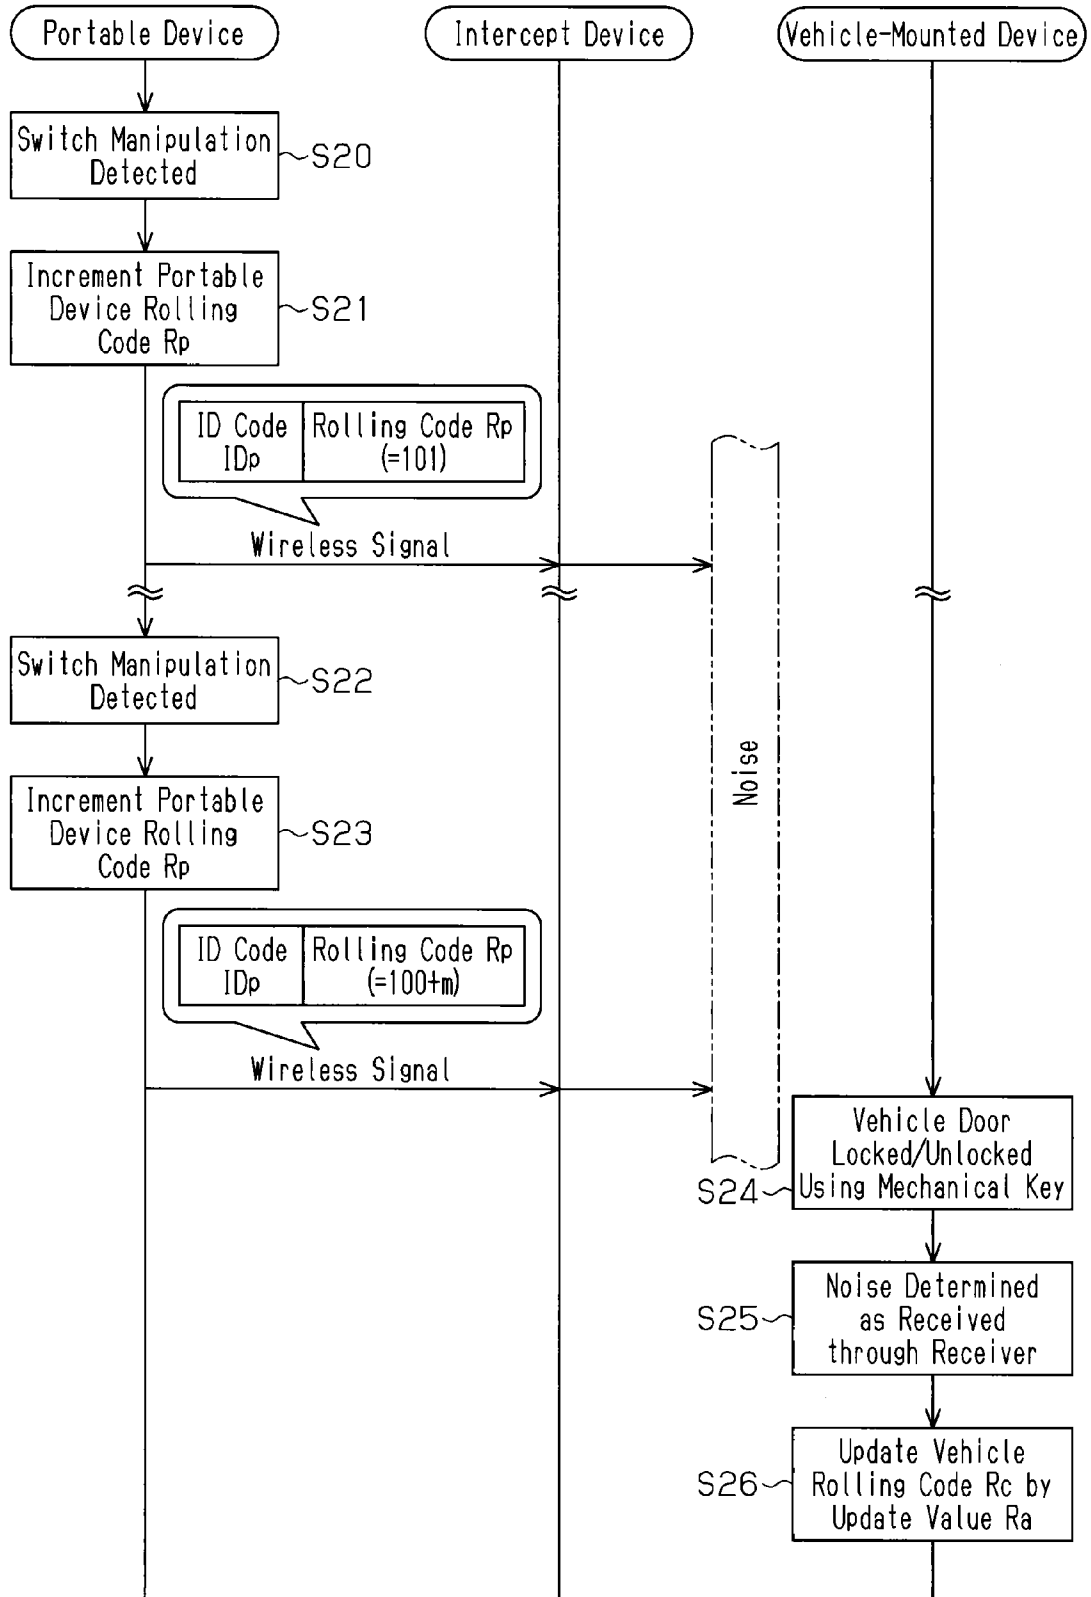 Portable Device
Intercept Device
Vehicle-Mounted Device
Switch Manipulation
Detected
S20
Increment Portable
Device Rolling
Code Rp
S21
ID Code
IDp
Rolling Code Rp
(=101)
Wireless Signal
Switch Manipulation
Detected
S22
Noise
Increment Portable
Device Rolling
Code Rp
S23
ID Code
IDp
Rolling Code Rp
(=100+m)
Wireless Signal
Vehicle Door
Locked/Unlocked
Using Mechanical Key
S24
Noise Determined
as Received
through Receiver
S25
Update Vehicle
Rolling Code Rc by
Update Value Ra
S26